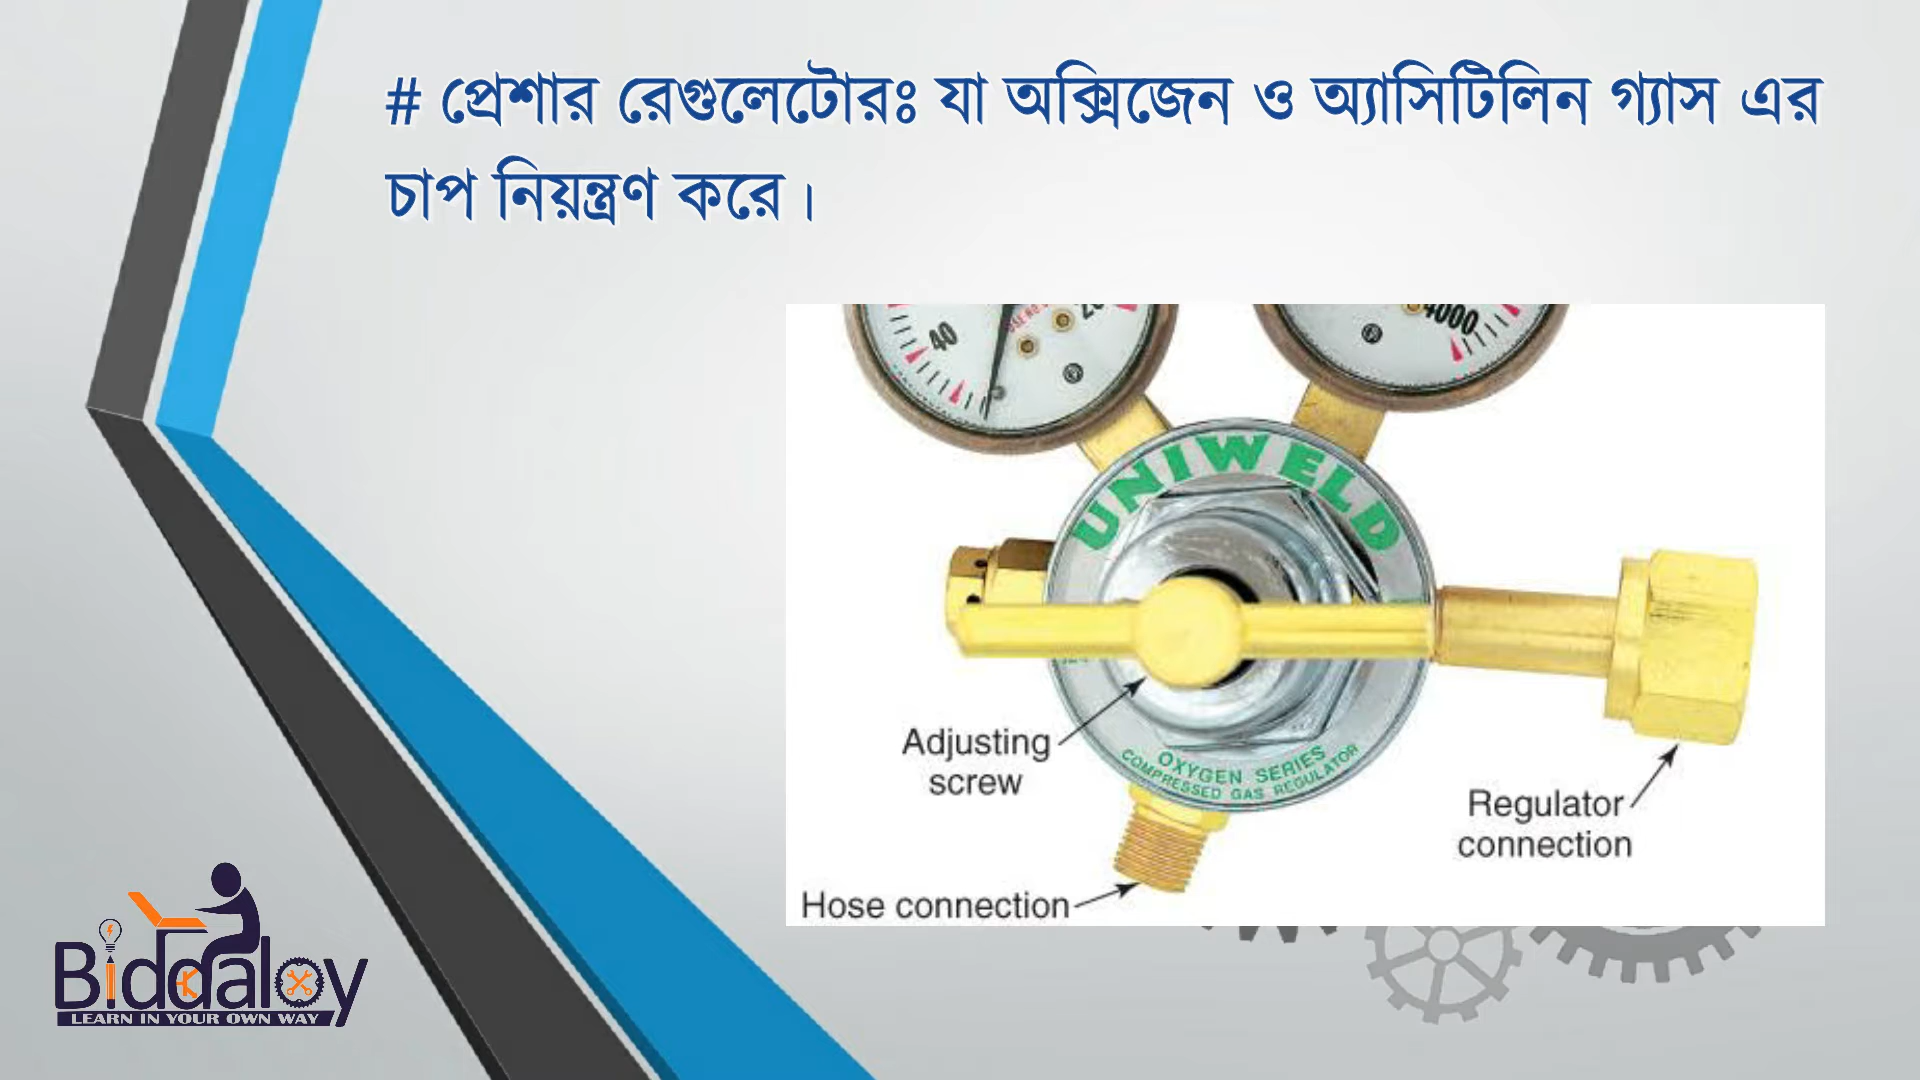 # প্রেশার রেগুলেটোরঃ যা অক্সিজেন ও অ্যাসিটিলিন গ্যাস এর
চাপ নিয়ন্ত্রণ করে।
40
4000
UNIWELD
OXYGEN SERIES
COMPRESSED GAS REGULATOR
Adjusting
screw
Regulator
connection
Hose connection
Biddaloy
LEARN IN YOUR OWN WAY